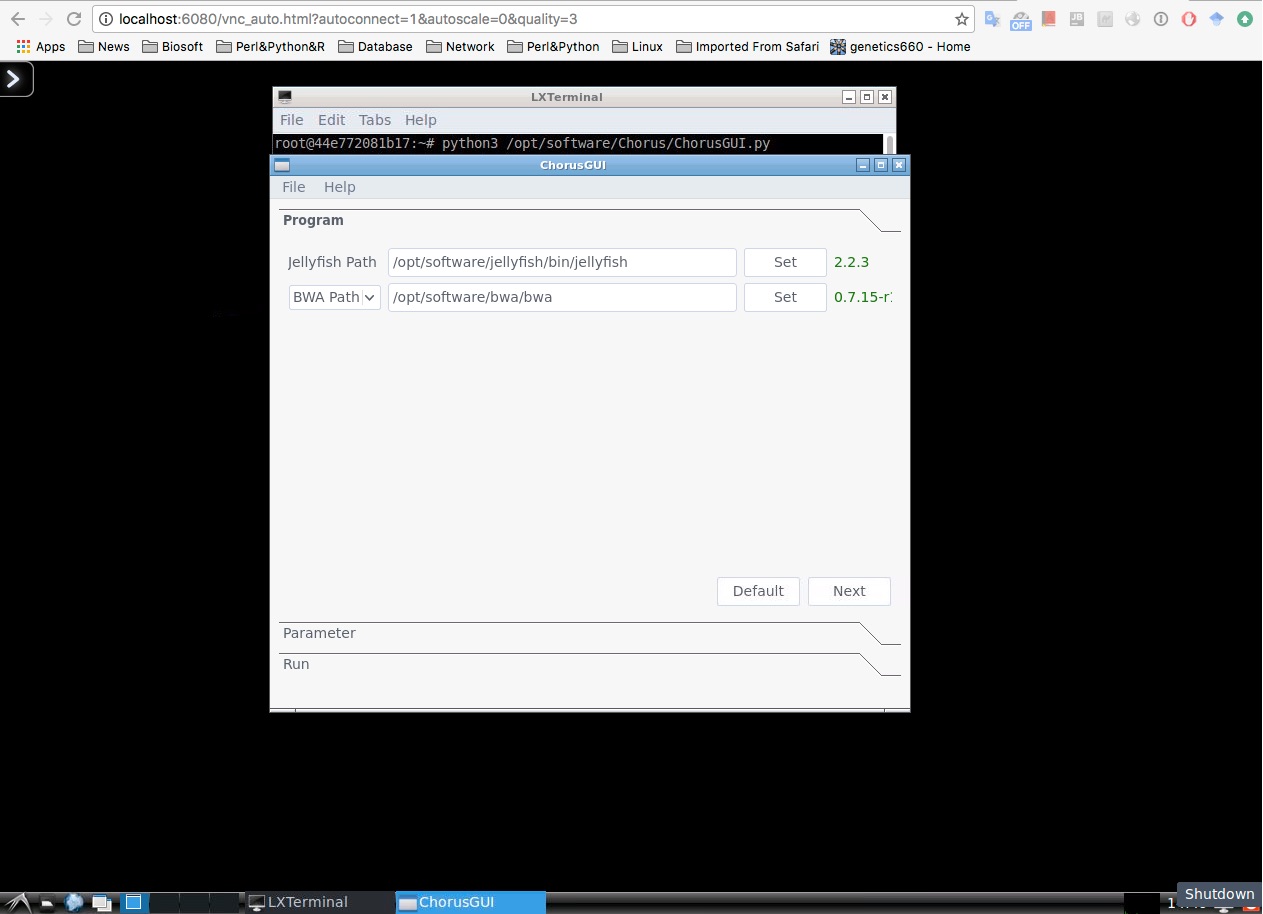 localhost:6080/vnc_auto.html?autoconnect=1&autoscale=0&quality=3
OFF
JB
Apps News Biosoft Perl&Python&R Database Network Perl&Python Linux Imported From Safari genetics660 - Home
LXTerminal
File Edit Tabs Help
root@44e772081b17:~# python3 /opt/software/Chorus/ChorusGUI.py
ChorusGUI
File Help
Program
Jellyfish Path /opt/software/jellyfish/bin/jellyfish Set 2.2.3
BWA Path /opt/software/bwa/bwa Set 0.7.15-r
Default Next
Parameter
Run
Shutdown
LXTerminal ChorusGUI